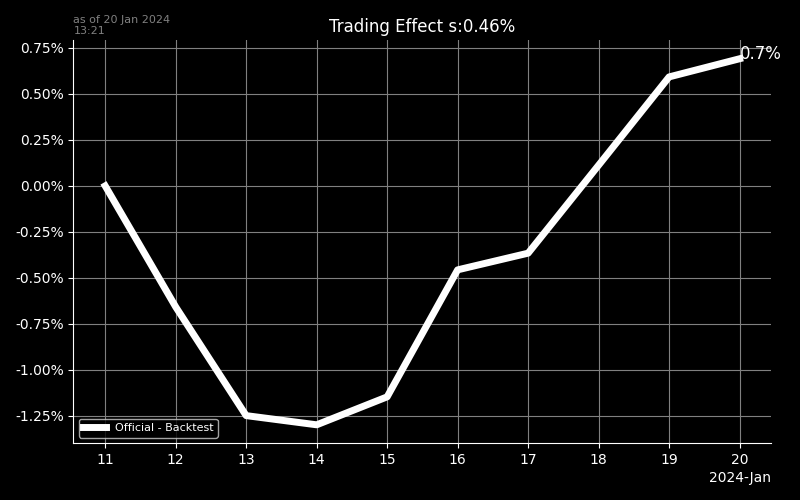 as of 20 Jan 2024
13:21
Trading Effect s:0.46%
0.75%
0.50%
0.25%
0.00%
-0.25%
-0.50%
-0.75%
-1.00%
-1.25%
0.7%
Official - Backtest
11 12 13 14 15 16 17 18 19 20
2024-Jan